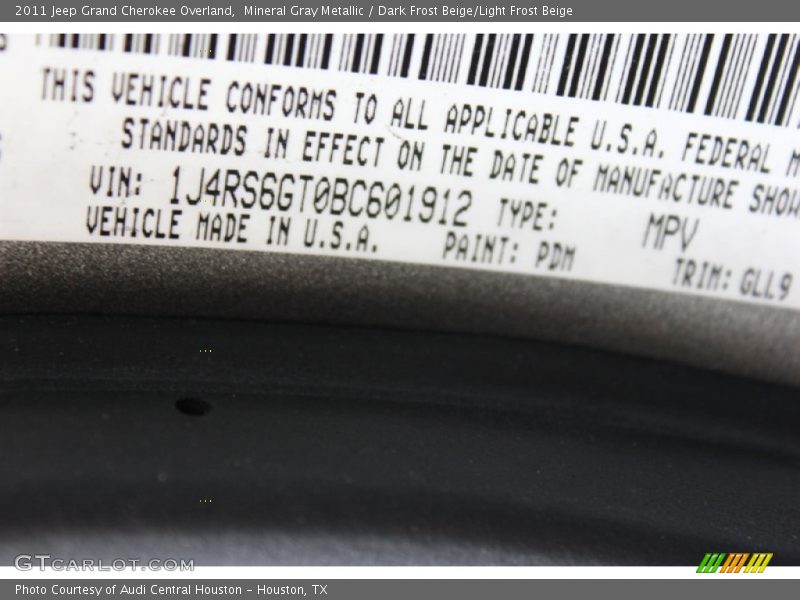 2011 Jeep Grand Cherokee Overland, Mineral Gray Metallic / Dark Frost Beige/Light Frost Beige
THIS VEHICLE CONFORMS TO ALL APPLICABLE U.S.A. FEDERAL M
STANDARDS IN EFFECT ON THE DATE OF MANUFACTURE SHOW
VIN: 1J4RS6GT0BC601912 TYPE: MPV
VEHICLE MADE IN U.S.A. PAINT: PDM TRIM: GLL9
GTCARLOT.COM
Photo Courtesy of Audi Central Houston - Houston, TX